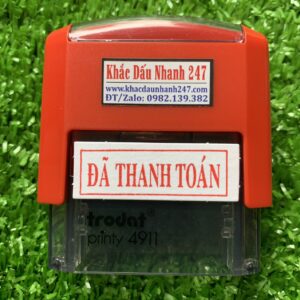 Khắc Dấu Nhanh 247
www.khacdaunhanh247.com
ĐT/Zalo: 0982.139.382
ĐÃ THANH TOÁN
trodat
printy 4911